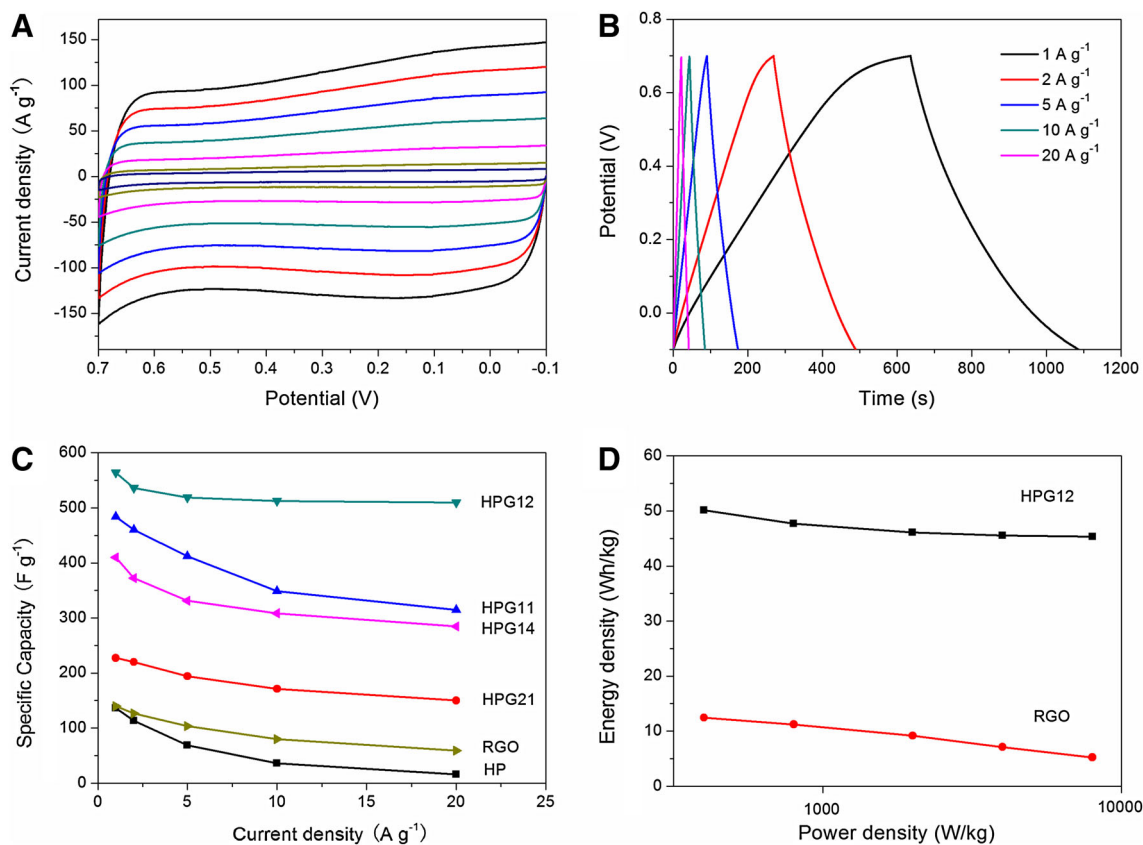 A
150
100
50
0
-50
-100
-150
0.7
0.6
0.5
0.4
0.3
0.2
0.1
0.0
-0.1
Current density (A g⁻¹)
Potential (V)
B
0.8
0.6
0.4
0.2
0.0
0
200
400
600
800
1000
1200
Potential (V)
Time (s)
1 A g⁻¹
2 A g⁻¹
5 A g⁻¹
10 A g⁻¹
20 A g⁻¹
C
600
500
400
300
200
100
0
0
5
10
15
20
25
Specific Capacity (F g⁻¹)
Current density (A g⁻¹)
HPG12
HPG11
HPG14
HPG21
RGO
HP
D
60
50
40
30
20
10
0
1000
10000
Energy density (Wh/kg)
Power density (W/kg)
HPG12
RGO